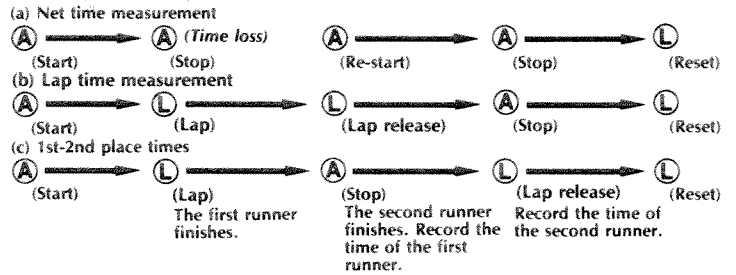 (a) Net time measurement
A A (Time loss) A A L
(Start) (Stop) (Re-start) (Stop) (Reset)
(b) Lap time measurement
A L L A L
(Start) (Lap) (Lap release) (Stop) (Reset)
(c) 1st-2nd place times
A L A L L
(Start) (Lap) (Stop) (Lap release) (Reset)
The first runner The second runner Record the time of
finishes. finishes. Record the the second runner.
time of the first
runner.